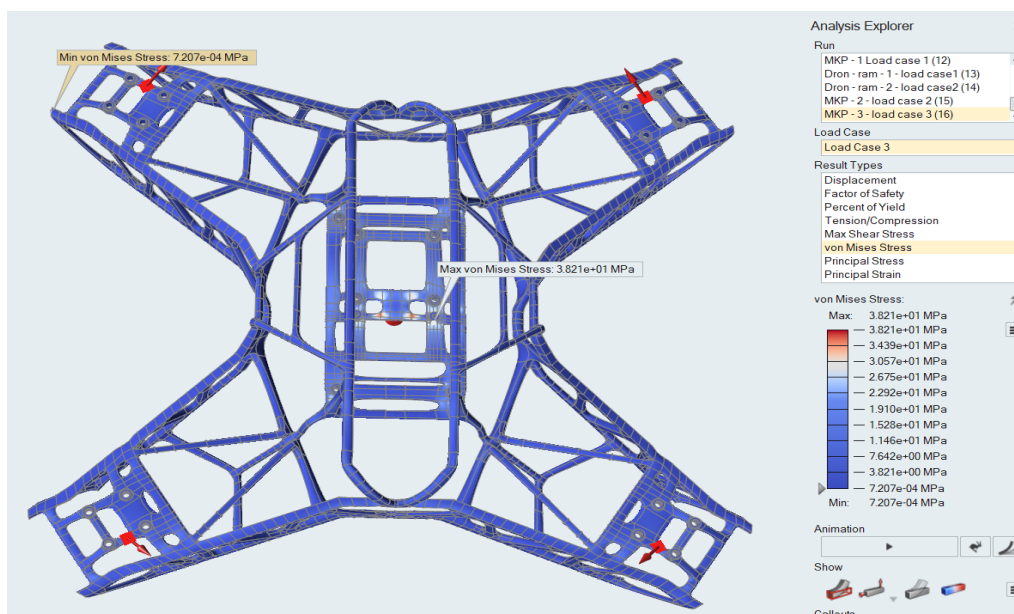 Min von Mises Stress: 7.207e-04 MPa
Max von Mises Stress: 3.821e+01 MPa
Analysis Explorer
Run
MKP - 1 Load case 1 (12)
Dron - ram - 1 - load case1 (13)
Dron - ram - 2 - load case2 (14)
MKP - 2 - load case 2 (15)
MKP - 3 - load case 3 (16)
Load Case
Load Case 3
Result Types
Displacement
Factor of Safety
Percent of Yield
Tension/Compression
Max Shear Stress
von Mises Stress
Principal Stress
Principal Strain
von Mises Stress:
Max: 3.821e+01 MPa
3.821e+01 MPa
3.439e+01 MPa
3.057e+01 MPa
2.675e+01 MPa
2.292e+01 MPa
1.910e+01 MPa
1.528e+01 MPa
1.146e+01 MPa
7.642e+00 MPa
3.821e+00 MPa
7.207e-04 MPa
Min: 7.207e-04 MPa
Animation
Show
Callouts